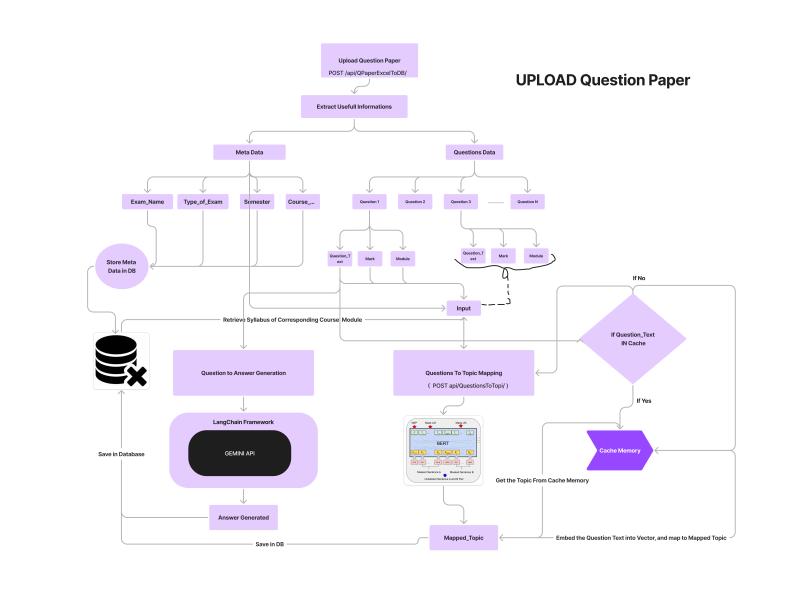 UPLOAD Question Paper
Upload Question Paper
POST /api/QPaperExcelToDB/
Extract Usefull Informations
Meta Data
Questions Data
Exam_Name
Type_of_Exam
Semester
Course_...
Question 1
Question 2
Question 3
Question N
Question_T
ext
Mark
Module
Question_T
ext
Mark
Module
Store Meta
Data in DB
If No
Input
Retrieve Syllabus of Corresponding Course Module
If Question_Text
IN Cache
Question to Answer Generation
Questions To Topic Mapping
( POST api/QuestionsToTopi/ )
If Yes
LangChain Framework
GEMINI API
BERT
Cache Memory
Save in Database
Get the Topic From Cache Memory
Answer Generated
Mapped_Topic
Embed the Question Text into Vector, and map to Mapped Topic
Save in DB